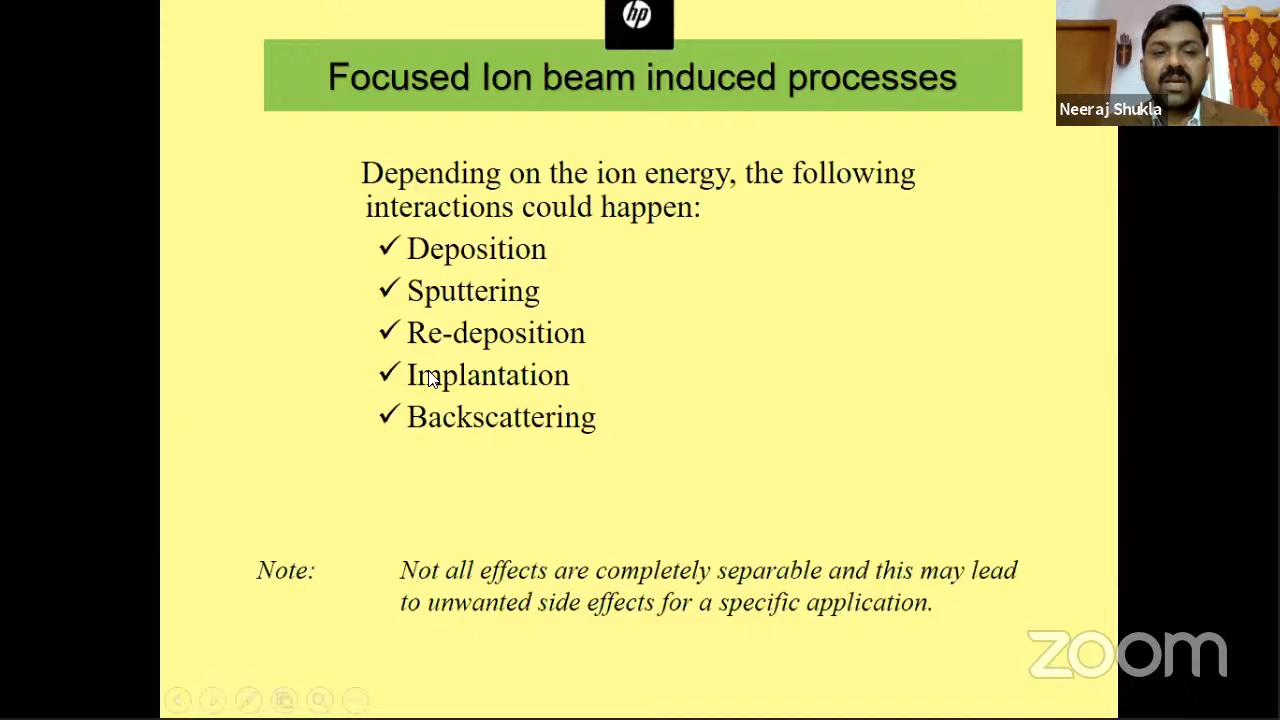 hp
Focused Ion beam induced processes
Neeraj Shukla
Depending on the ion energy, the following
interactions could happen:
✓ Deposition
✓ Sputtering
✓ Re-deposition
✓ Implantation
✓ Backscattering
Note: Not all effects are completely separable and this may lead
to unwanted side effects for a specific application.
zoom